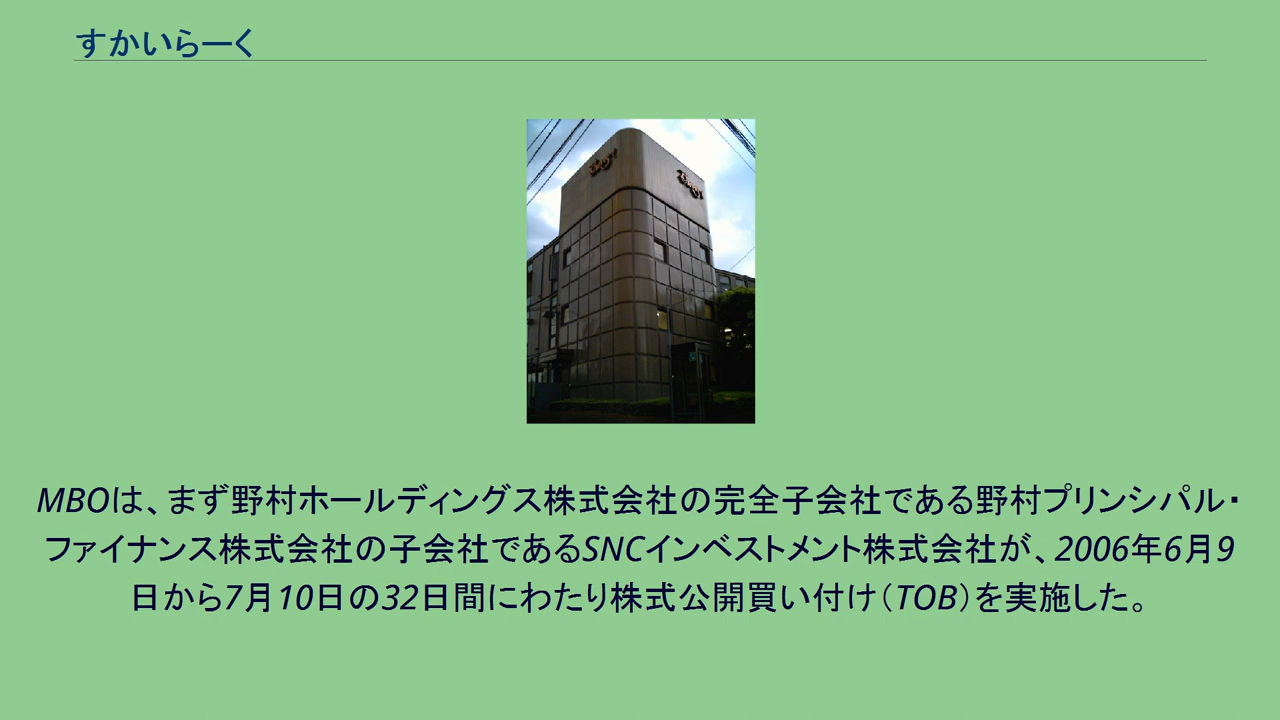 すかいらーく
MBOは、まず野村ホールディングス株式会社の完全子会社である野村プリンシパル・
ファイナンス株式会社の子会社であるSNCインベストメント株式会社が、2006年6月9
日から7月10日の32日間にわたり株式公開買い付け（TOB）を実施した。